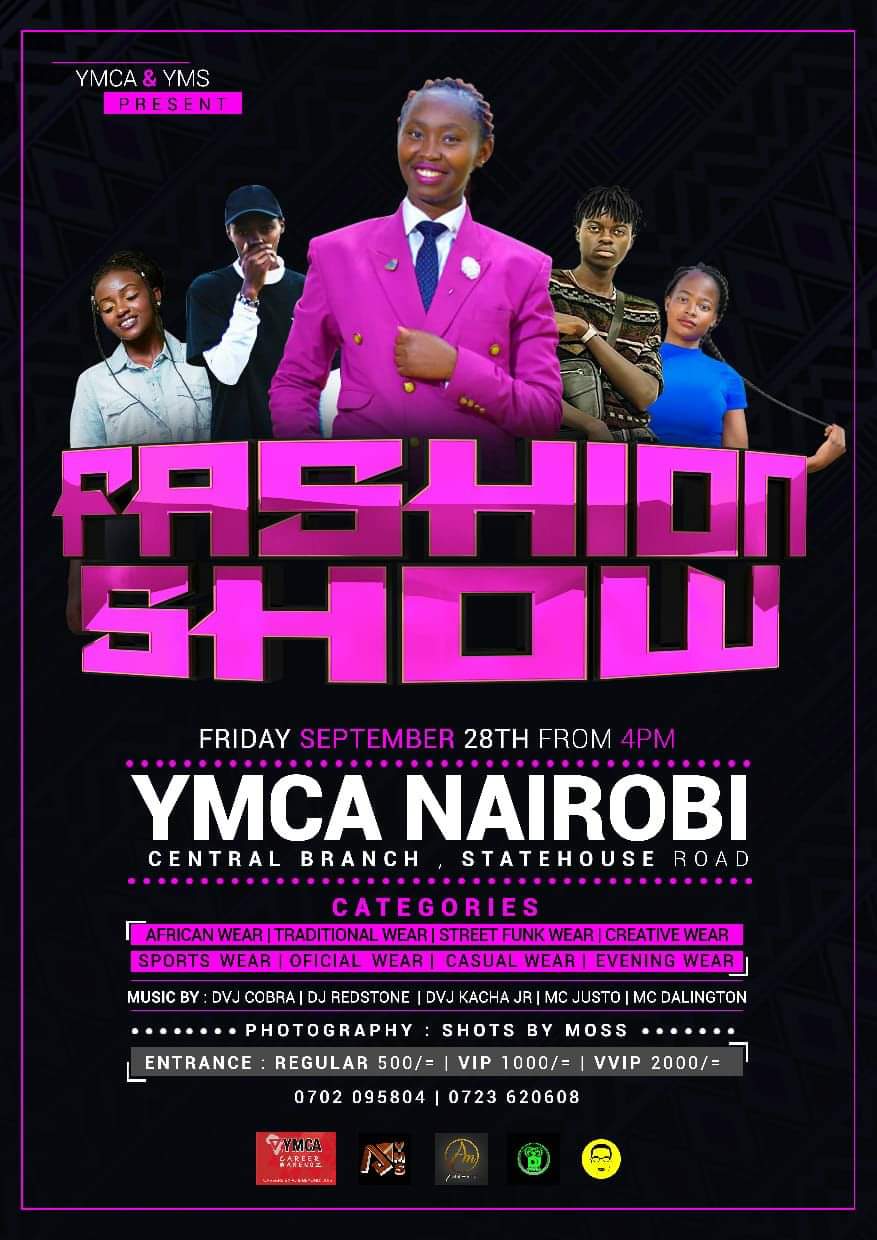 YMCA & YMS
PRESENT
FASHION
SHOW
FRIDAY SEPTEMBER 28TH FROM 4PM
YMCA NAIROBI
CENTRAL BRANCH , STATEHOUSE ROAD
CATEGORIES
AFRICAN WEAR | TRADITIONAL WEAR | STREET FUNK WEAR | CREATIVE WEAR
SPORTS WEAR | OFICIAL WEAR | CASUAL WEAR | EVENING WEAR
MUSIC BY : DVJ COBRA | DJ REDSTONE | DVJ KACHA JR | MC JUSTO | MC DALINGTON
PHOTOGRAPHY : SHOTS BY MOSS
ENTRANCE : REGULAR 500/= | VIP 1000/= | VVIP 2000/=
0702 095804 | 0723 620608
YMCA
CAREER
YMS